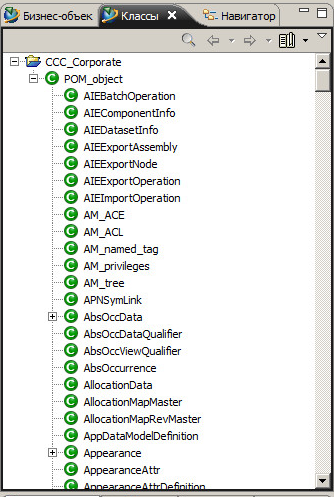 Бизнес-объек Классы Навигатор
CCC_Corporate
POM_object
AIEBatchOperation
AIEComponentInfo
AIEDatasetInfo
AIEExportAssembly
AIEExportNode
AIEExportOperation
AIEImportOperation
AM_ACE
AM_ACL
AM_named_tag
AM_privileges
AM_tree
APNSymLink
AbsOccData
AbsOccDataQualifier
AbsOccViewQualifier
AbsOccurrence
AllocationData
AllocationMapMaster
AllocationMapRevMaster
AppDataModelDefinition
Appearance
AppearanceAttr
AppearanceAttrDefinition